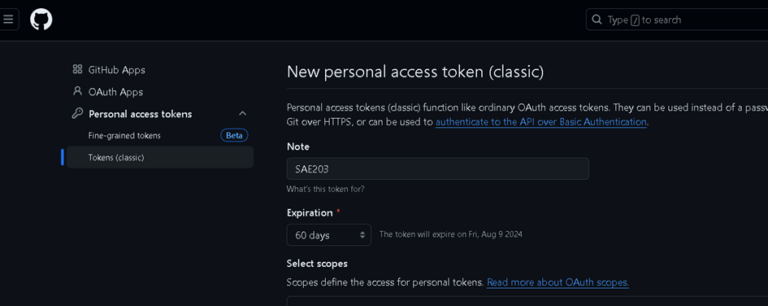 Type / to search
GitHub Apps
OAuth Apps
Personal access tokens
Fine-grained tokens Beta
Tokens (classic)
New personal access token (classic)
Personal access tokens (classic) function like ordinary OAuth access tokens. They can be used instead of a
Git over HTTPS, or can be used to authenticate to the API over Basic Authentication.
Note
SAE203
What's this token for?
Expiration *
60 days The token will expire on Fri, Aug 9 2024
Select scopes
Scopes define the access for personal tokens. Read more about OAuth scopes.